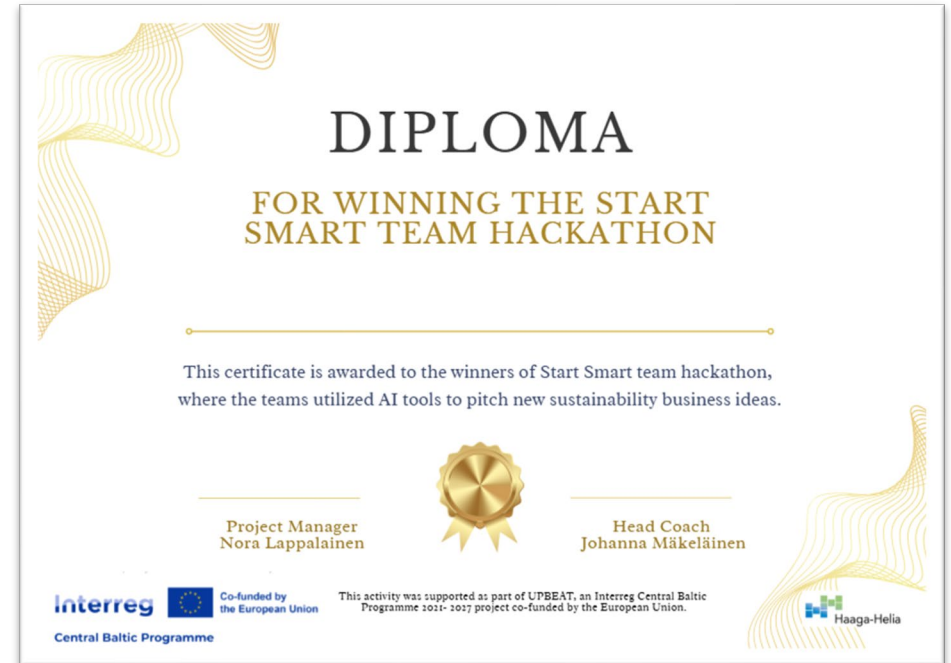 DIPLOMA
FOR WINNING THE START
SMART TEAM HACKATHON
This certificate is awarded to the winners of Start Smart team hackathon,
where the teams utilized AI tools to pitch new sustainability business ideas.
Project Manager
Nora Lappalainen
Head Coach
Johanna Mäkeläinen
Interreg
Co-funded by
the European Union
Central Baltic Programme
This activity was supported as part of UPBEAT, an Interreg Central Baltic
Programme 2021- 2027 project co-funded by the European Union.
Haaga-Helia